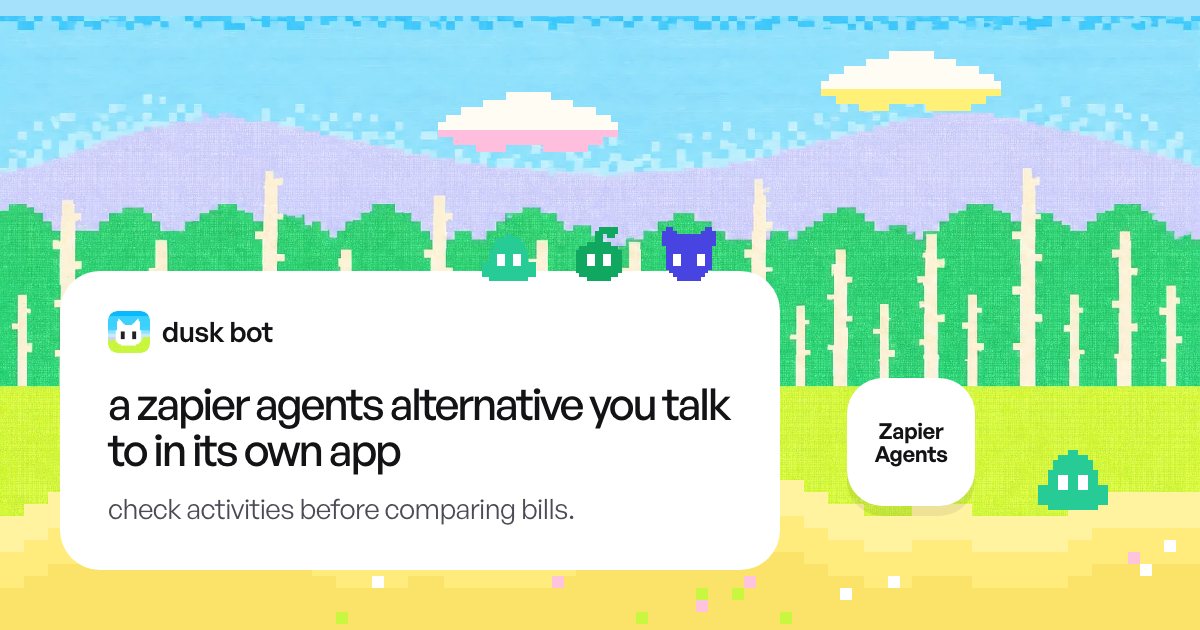 dusk bot
a zapier agents alternative you talk
to in its own app
check activities before comparing bills.
Zapier
Agents